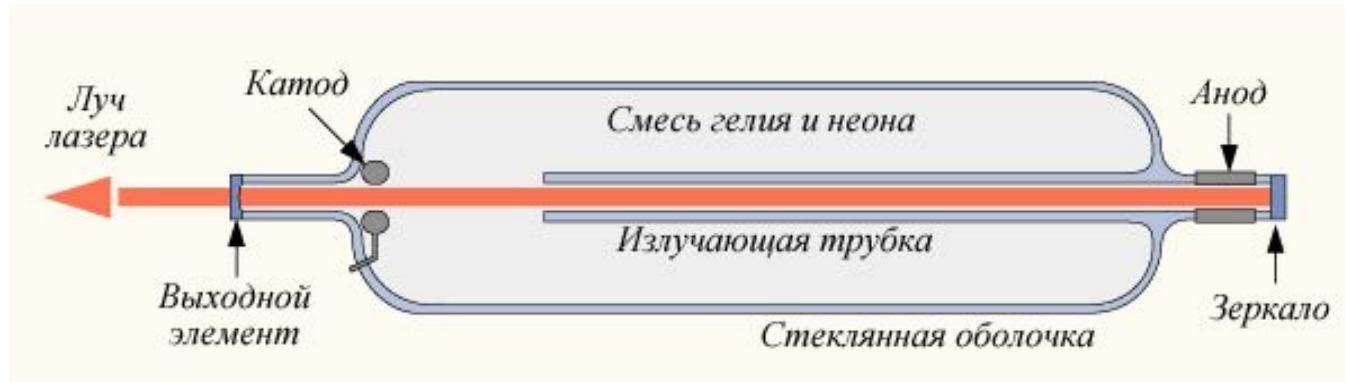 Луч
лазера
Катод
Смесь гелия и неона
Анод
Излучающая трубка
Выходной
элемент
Стеклянная оболочка
Зеркало